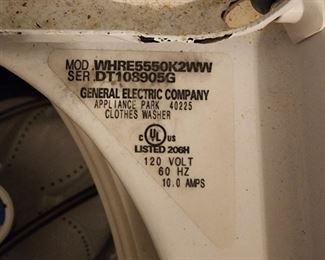 MOD. WHRE5550K2WW
SER. DT108905G
GENERAL ELECTRIC COMPANY
APPLIANCE PARK 40225
CLOTHES WASHER
C UL US
LISTED 206H
120 VOLT
60 HZ
10.0 AMPS